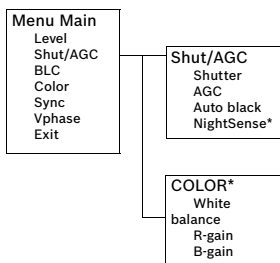 Menu Main
Level
Shut/AGC
BLC
Color
Sync
Vphase
Exit
Shut/AGC
Shutter
AGC
Auto black
NightSense*
COLOR*
White
balance
R-gain
B-gain